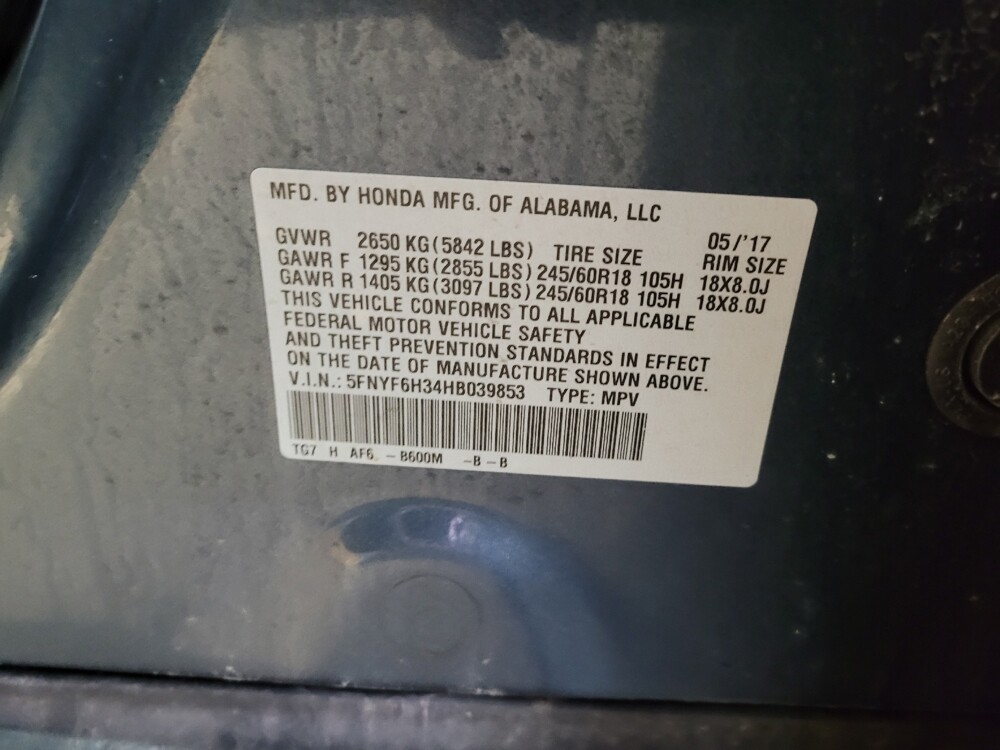 MFD. BY HONDA MFG. OF ALABAMA, LLC
05/'17
GVWR 2650 KG(5842 LBS) TIRE SIZE RIM SIZE
GAWR F 1295 KG(2855 LBS) 245/60R18 105H 18X8.0J
GAWR R 1405 KG(3097 LBS) 245/60R18 105H 18X8.0J
THIS VEHICLE CONFORMS TO ALL APPLICABLE
FEDERAL MOTOR VEHICLE SAFETY
AND THEFT PREVENTION STANDARDS IN EFFECT
ON THE DATE OF MANUFACTURE SHOWN ABOVE.
V.I.N.: 5FNYF6H34HB039853 TYPE: MPV
TG7 H AF6 -B600M -B-B